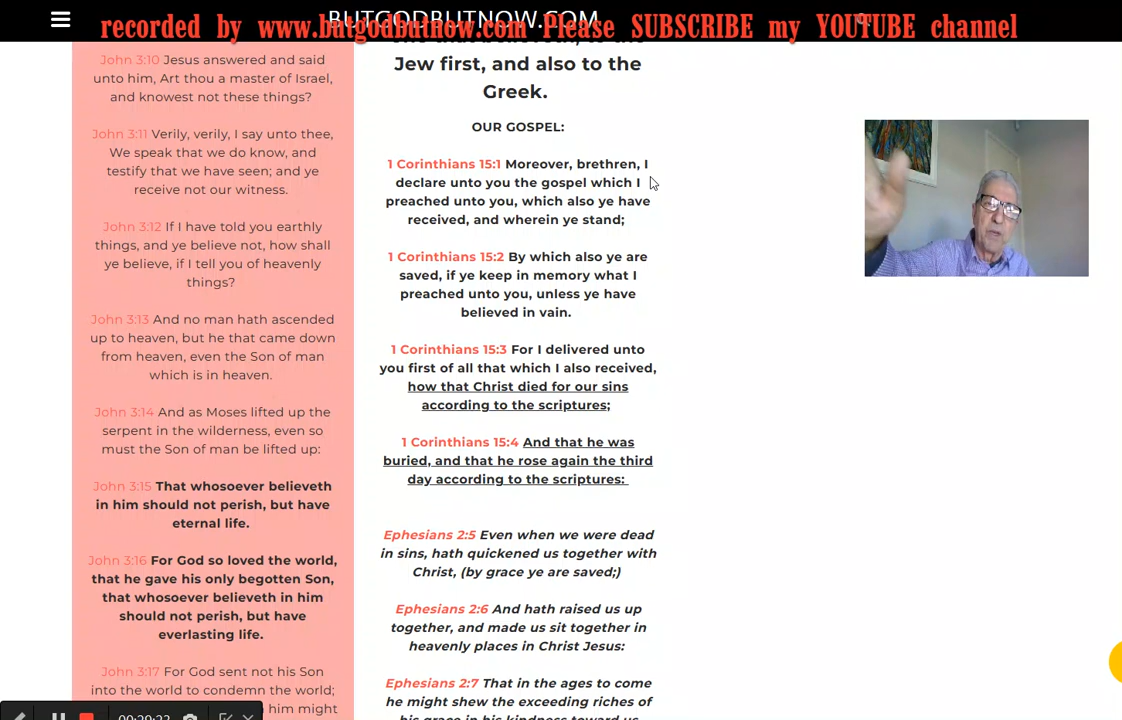 BUTGODBUTNOW.COM
recorded by www.butgodbutnow.com Please SUBSCRIBE my YOUTUBE channel
John 3:10 Jesus answered and said
unto him, Art thou a master of Israel,
and knowest not these things?
John 3:11 Verily, verily, I say unto thee,
We speak that we do know, and
testify that we have seen; and ye
receive not our witness.
John 3:12 If I have told you earthly
things, and ye believe not, how shall
ye believe, if I tell you of heavenly
things?
John 3:13 And no man hath ascended
up to heaven, but he that came down
from heaven, even the Son of man
which is in heaven.
John 3:14 And as Moses lifted up the
serpent in the wilderness, even so
must the Son of man be lifted up:
John 3:15 That whosoever believeth
in him should not perish, but have
eternal life.
John 3:16 For God so loved the world,
that he gave his only begotten Son,
that whosoever believeth in him
should not perish, but have
everlasting life.
John 3:17 For God sent not his Son
into the world to condemn the world;
him might
00:29:22
Jew first, and also to the
Greek.
OUR GOSPEL:
1 Corinthians 15:1 Moreover, brethren, I
declare unto you the gospel which I
preached unto you, which also ye have
received, and wherein ye stand;
1 Corinthians 15:2 By which also ye are
saved, if ye keep in memory what I
preached unto you, unless ye have
believed in vain.
1 Corinthians 15:3 For I delivered unto
you first of all that which I also received,
how that Christ died for our sins
according to the scriptures;
1 Corinthians 15:4 And that he was
buried, and that he rose again the third
day according to the scriptures:
Ephesians 2:5 Even when we were dead
in sins, hath quickened us together with
Christ, (by grace ye are saved;)
Ephesians 2:6 And hath raised us up
together, and made us sit together in
heavenly places in Christ Jesus:
Ephesians 2:7 That in the ages to come
he might shew the exceeding riches of
his grace in his kindness toward us